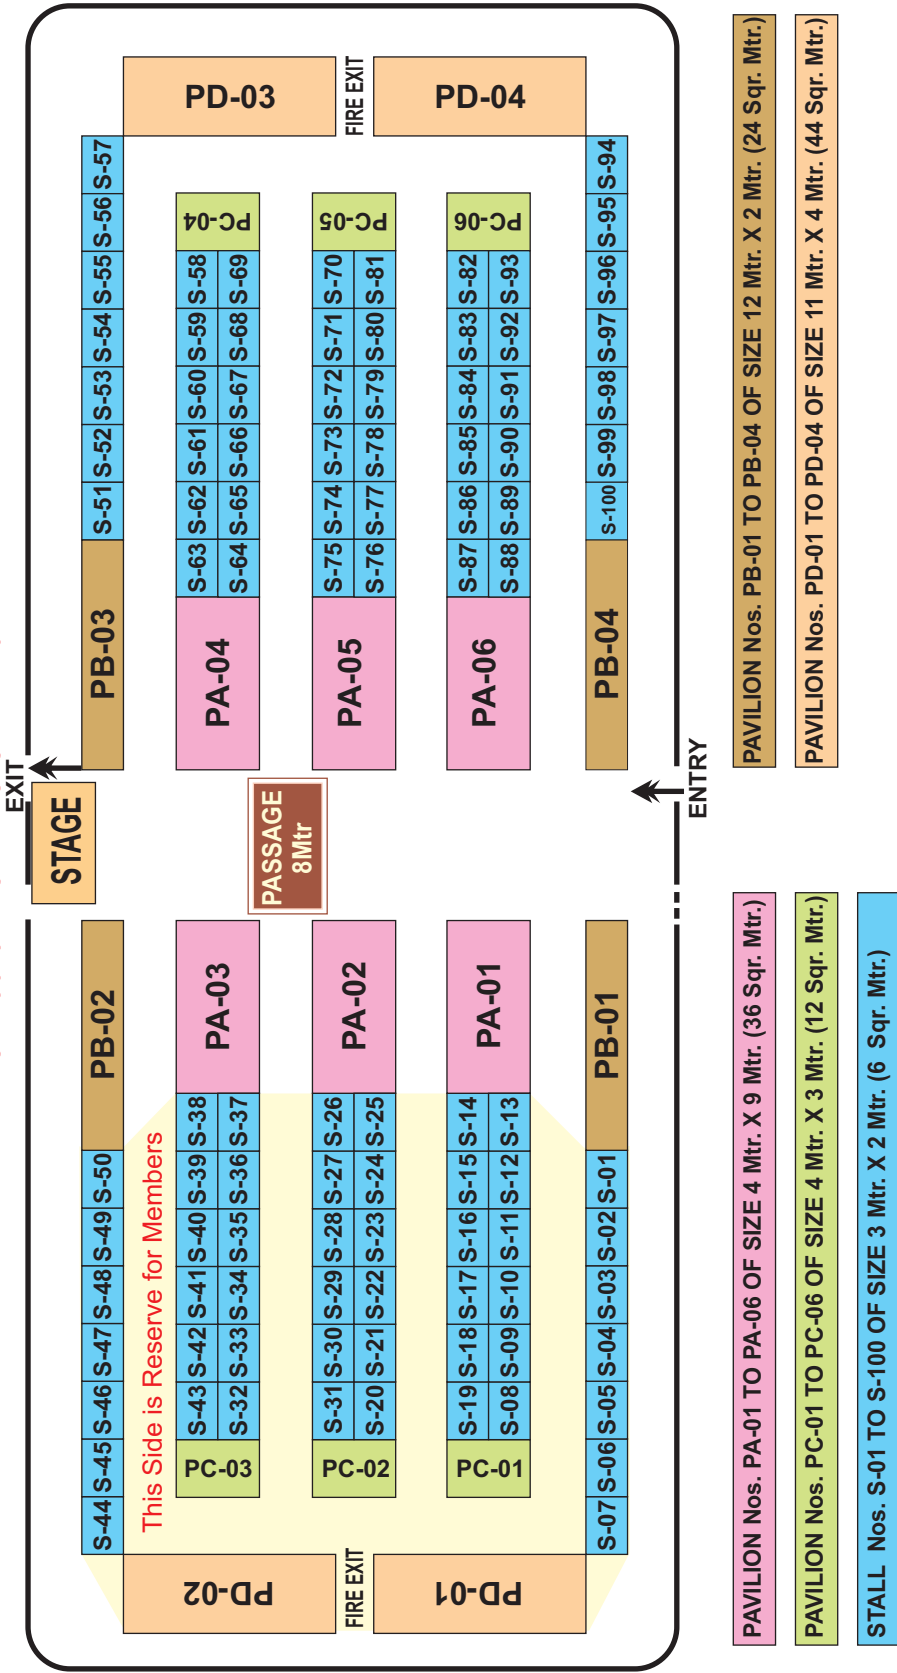 EXIT
STAGE
S-44 S-45 S-46 S-47 S-48 S-49 S-50 PB-02 PB-03 S-51 S-52 S-53 S-54 S-55 S-56 S-57
This Side is Reserve for Members
PD-02
PD-03
S-43 S-42 S-41 S-40 S-39 S-38
PC-03 PA-03 PA-04 PC-04
S-32 S-33 S-34 S-35 S-36 S-37
S-63 S-62 S-61 S-60 S-59 S-58
S-64 S-65 S-66 S-67 S-68 S-69
PASSAGE
8Mtr
FIRE EXIT
FIRE EXIT
S-31 S-30 S-29 S-28 S-27 S-26
PC-02 PA-02 PA-05 PC-05
S-20 S-21 S-22 S-23 S-24 S-25
S-75 S-74 S-73 S-72 S-71 S-70
S-76 S-77 S-78 S-79 S-80 S-81
PD-01
PD-04
S-19 S-18 S-17 S-16 S-15 S-14
PC-01 PA-01 PA-06 PC-06
S-08 S-09 S-10 S-11 S-12 S-13
S-87 S-86 S-85 S-84 S-83 S-82
S-88 S-89 S-90 S-91 S-92 S-93
S-07 S-06 S-05 S-04 S-03 S-02 S-01 PB-01 PB-04 S-100 S-99 S-98 S-97 S-96 S-95 S-94
ENTRY
PAVILION Nos. PA-01 TO PA-06 OF SIZE 4 Mtr. X 9 Mtr. (36 Sqr. Mtr.)
PAVILION Nos. PC-01 TO PC-06 OF SIZE 4 Mtr. X 3 Mtr. (12 Sqr. Mtr.)
STALL Nos. S-01 TO S-100 OF SIZE 3 Mtr. X 2 Mtr. (6 Sqr. Mtr.)
PAVILION Nos. PB-01 TO PB-04 OF SIZE 12 Mtr. X 2 Mtr. (24 Sqr. Mtr.)
PAVILION Nos. PD-01 TO PD-04 OF SIZE 11 Mtr. X 4 Mtr. (44 Sqr. Mtr.)